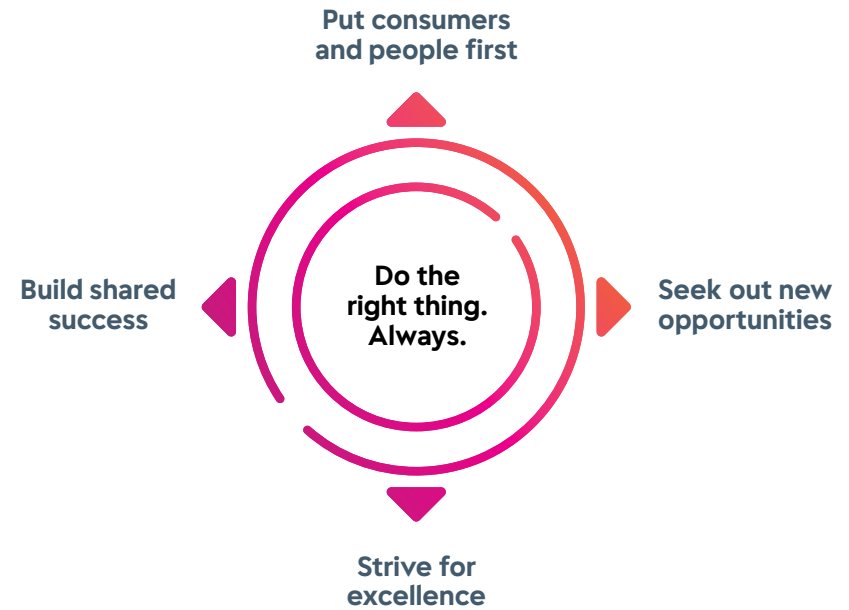 Put consumers
and people first
Build shared
success
Do the
right thing.
Always.
Seek out new
opportunities
Strive for
excellence